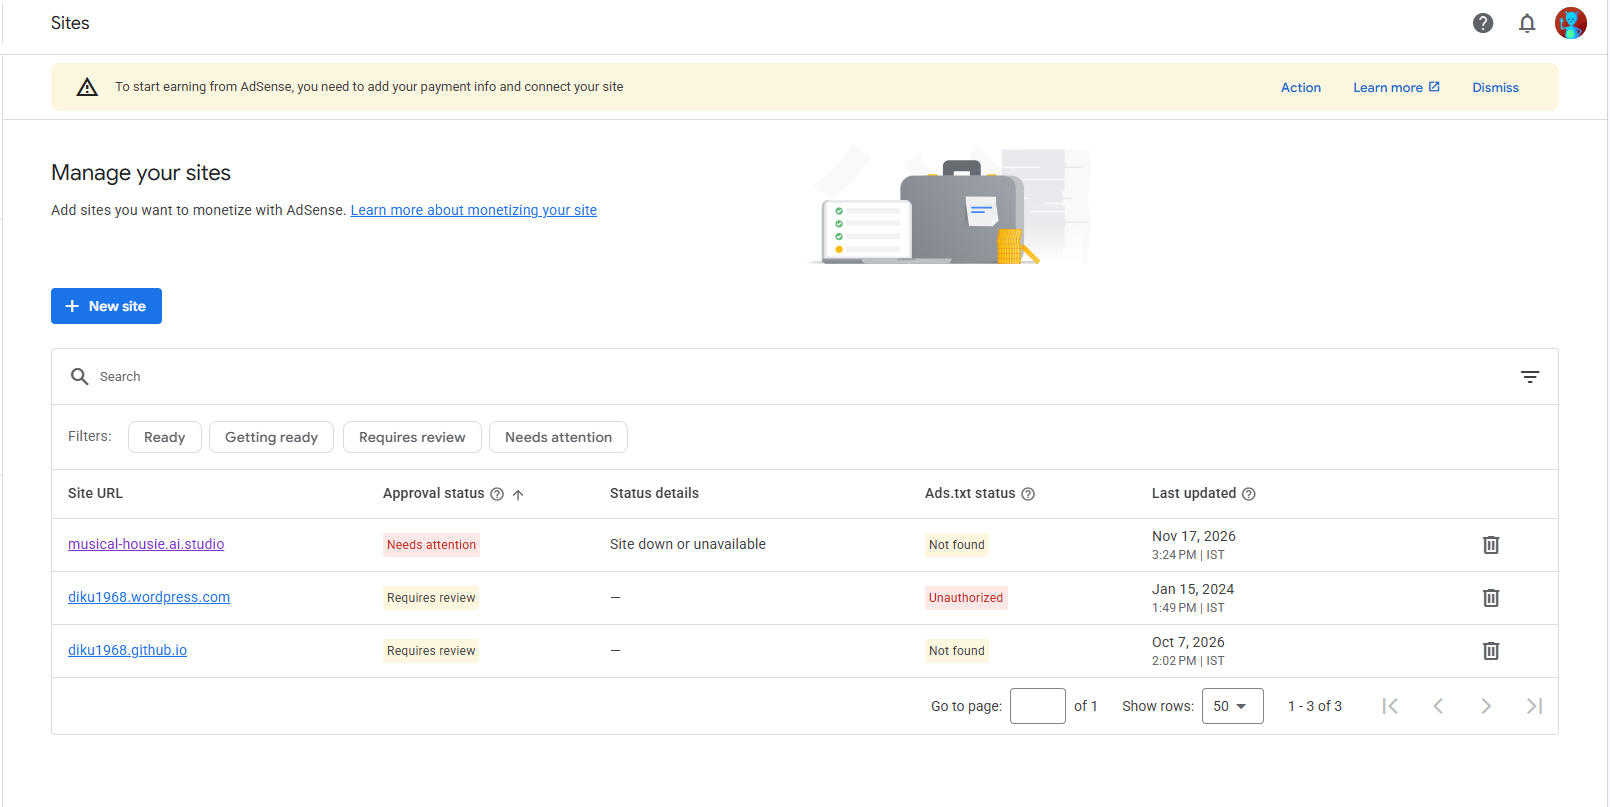 Sites
To start earning from AdSense, you need to add your payment info and connect your site
Action
Learn more
Dismiss
Manage your sites
Add sites you want to monetize with AdSense. Learn more about monetizing your site
New site
Search
Filters: Ready Getting ready Requires review Needs attention
Site URL Approval status Status details Ads.txt status Last updated
musical-housie.ai.studio Needs attention Site down or unavailable Not found Nov 17, 2026
3:24 PM | IST
diku1968.wordpress.com Requires review — Unauthorized Jan 15, 2024
1:49 PM | IST
diku1968.github.io Requires review — Not found Oct 7, 2026
2:02 PM | IST
Go to page: of 1 Show rows: 50 1 - 3 of 3